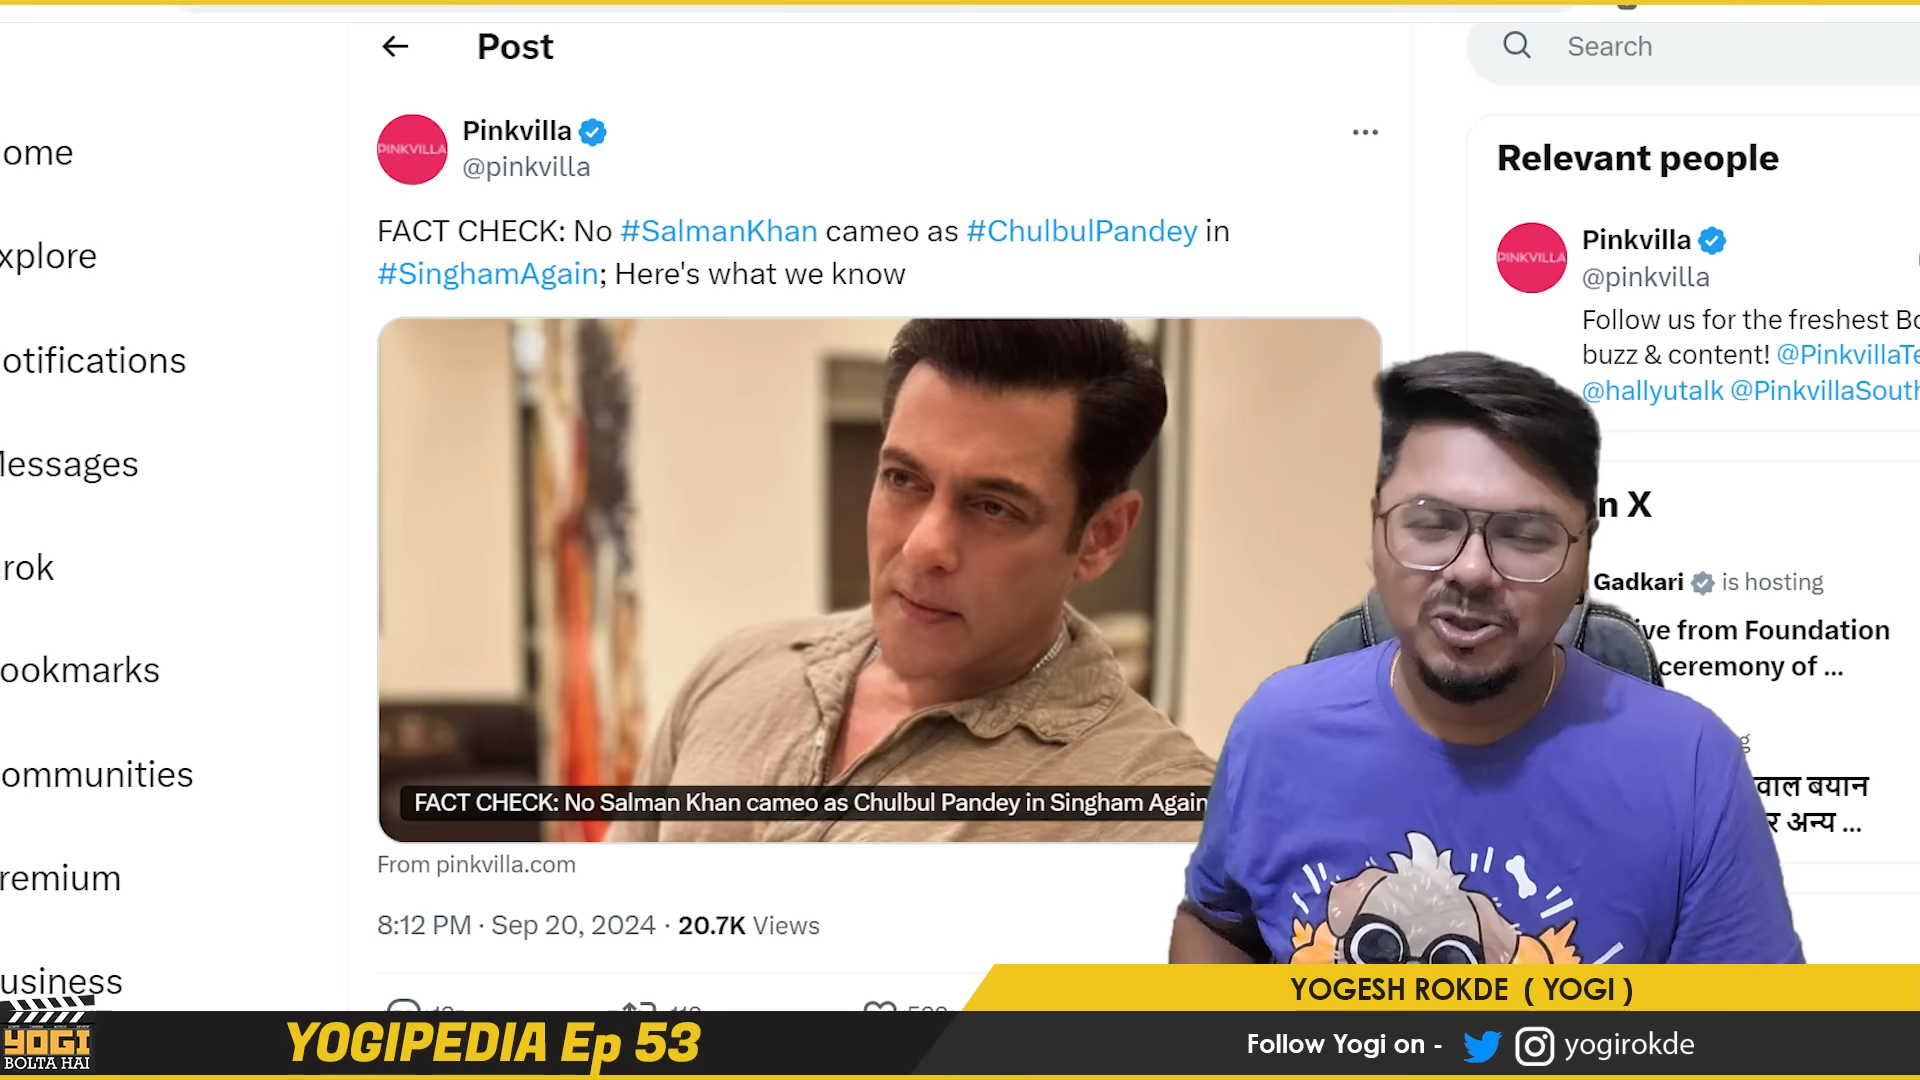 Post
Search
Pinkvilla
@pinkvilla
FACT CHECK: No #SalmanKhan cameo as #ChulbulPandey in
#SinghamAgain; Here's what we know
PINKVILLA
FACT CHECK: No Salman Khan cameo as Chulbul Pandey in Singham Again
From pinkvilla.com
8:12 PM · Sep 20, 2024 · 20.7K Views
ome
xplore
otifications
essages
rok
ookmarks
ommunities
remium
usiness
Relevant people
PINKVILLA
Pinkvilla
@pinkvilla
Follow us for the freshest Bo
buzz & content! @PinkvillaTe
@hallyutalk @PinkvillaSouth
n X
Gadkari is hosting
ive from Foundation
ceremony of ...
वाल बयान
र अन्य ...
YOGESH ROKDE ( YOGI )
YOGI
BOLTA HAI
YOGIPEDIA Ep 53
Follow Yogi on - yogirokde